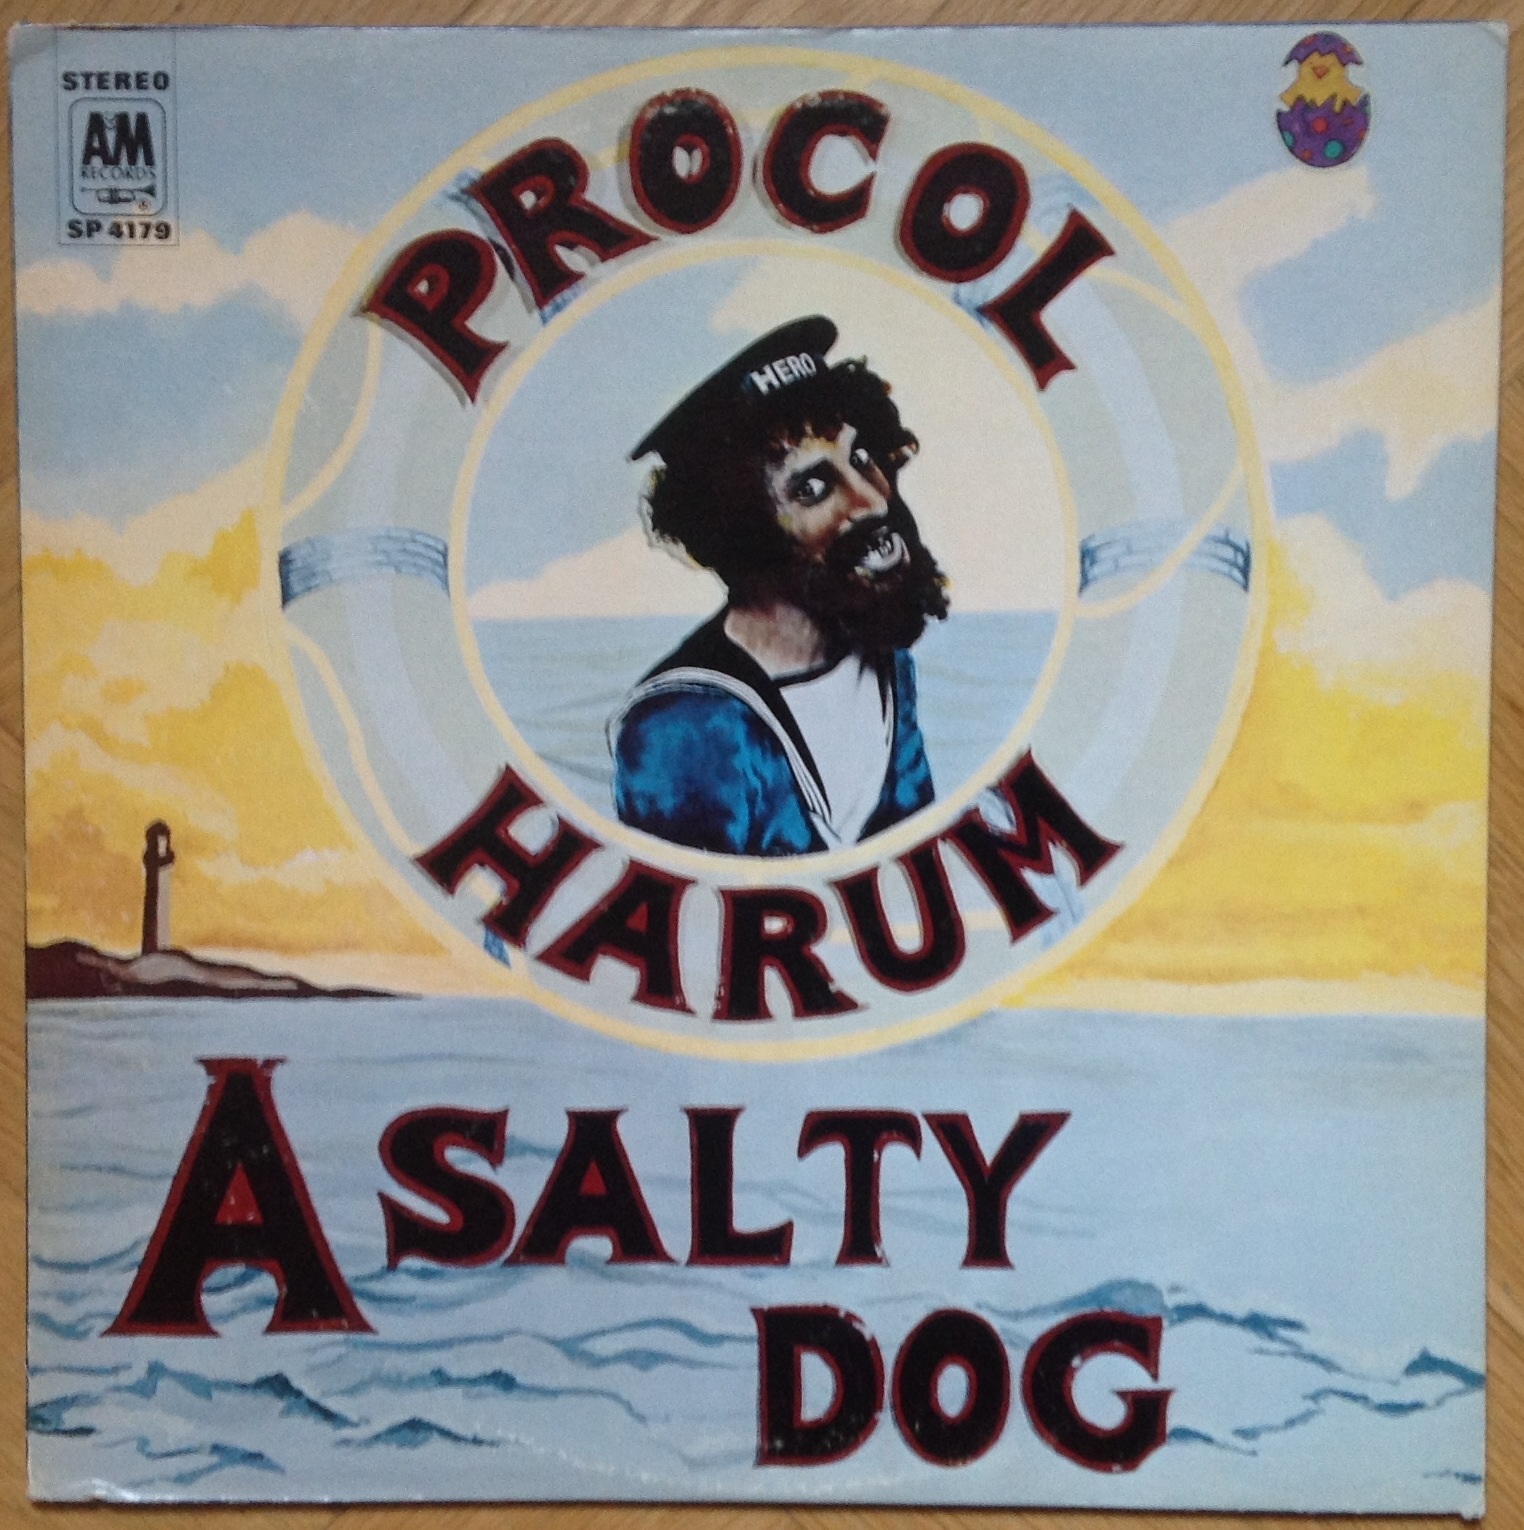 STEREO
A&M
RECORDS
®
SP 4179
PROCOL
HERO
HARUM
A SALTY
DOG